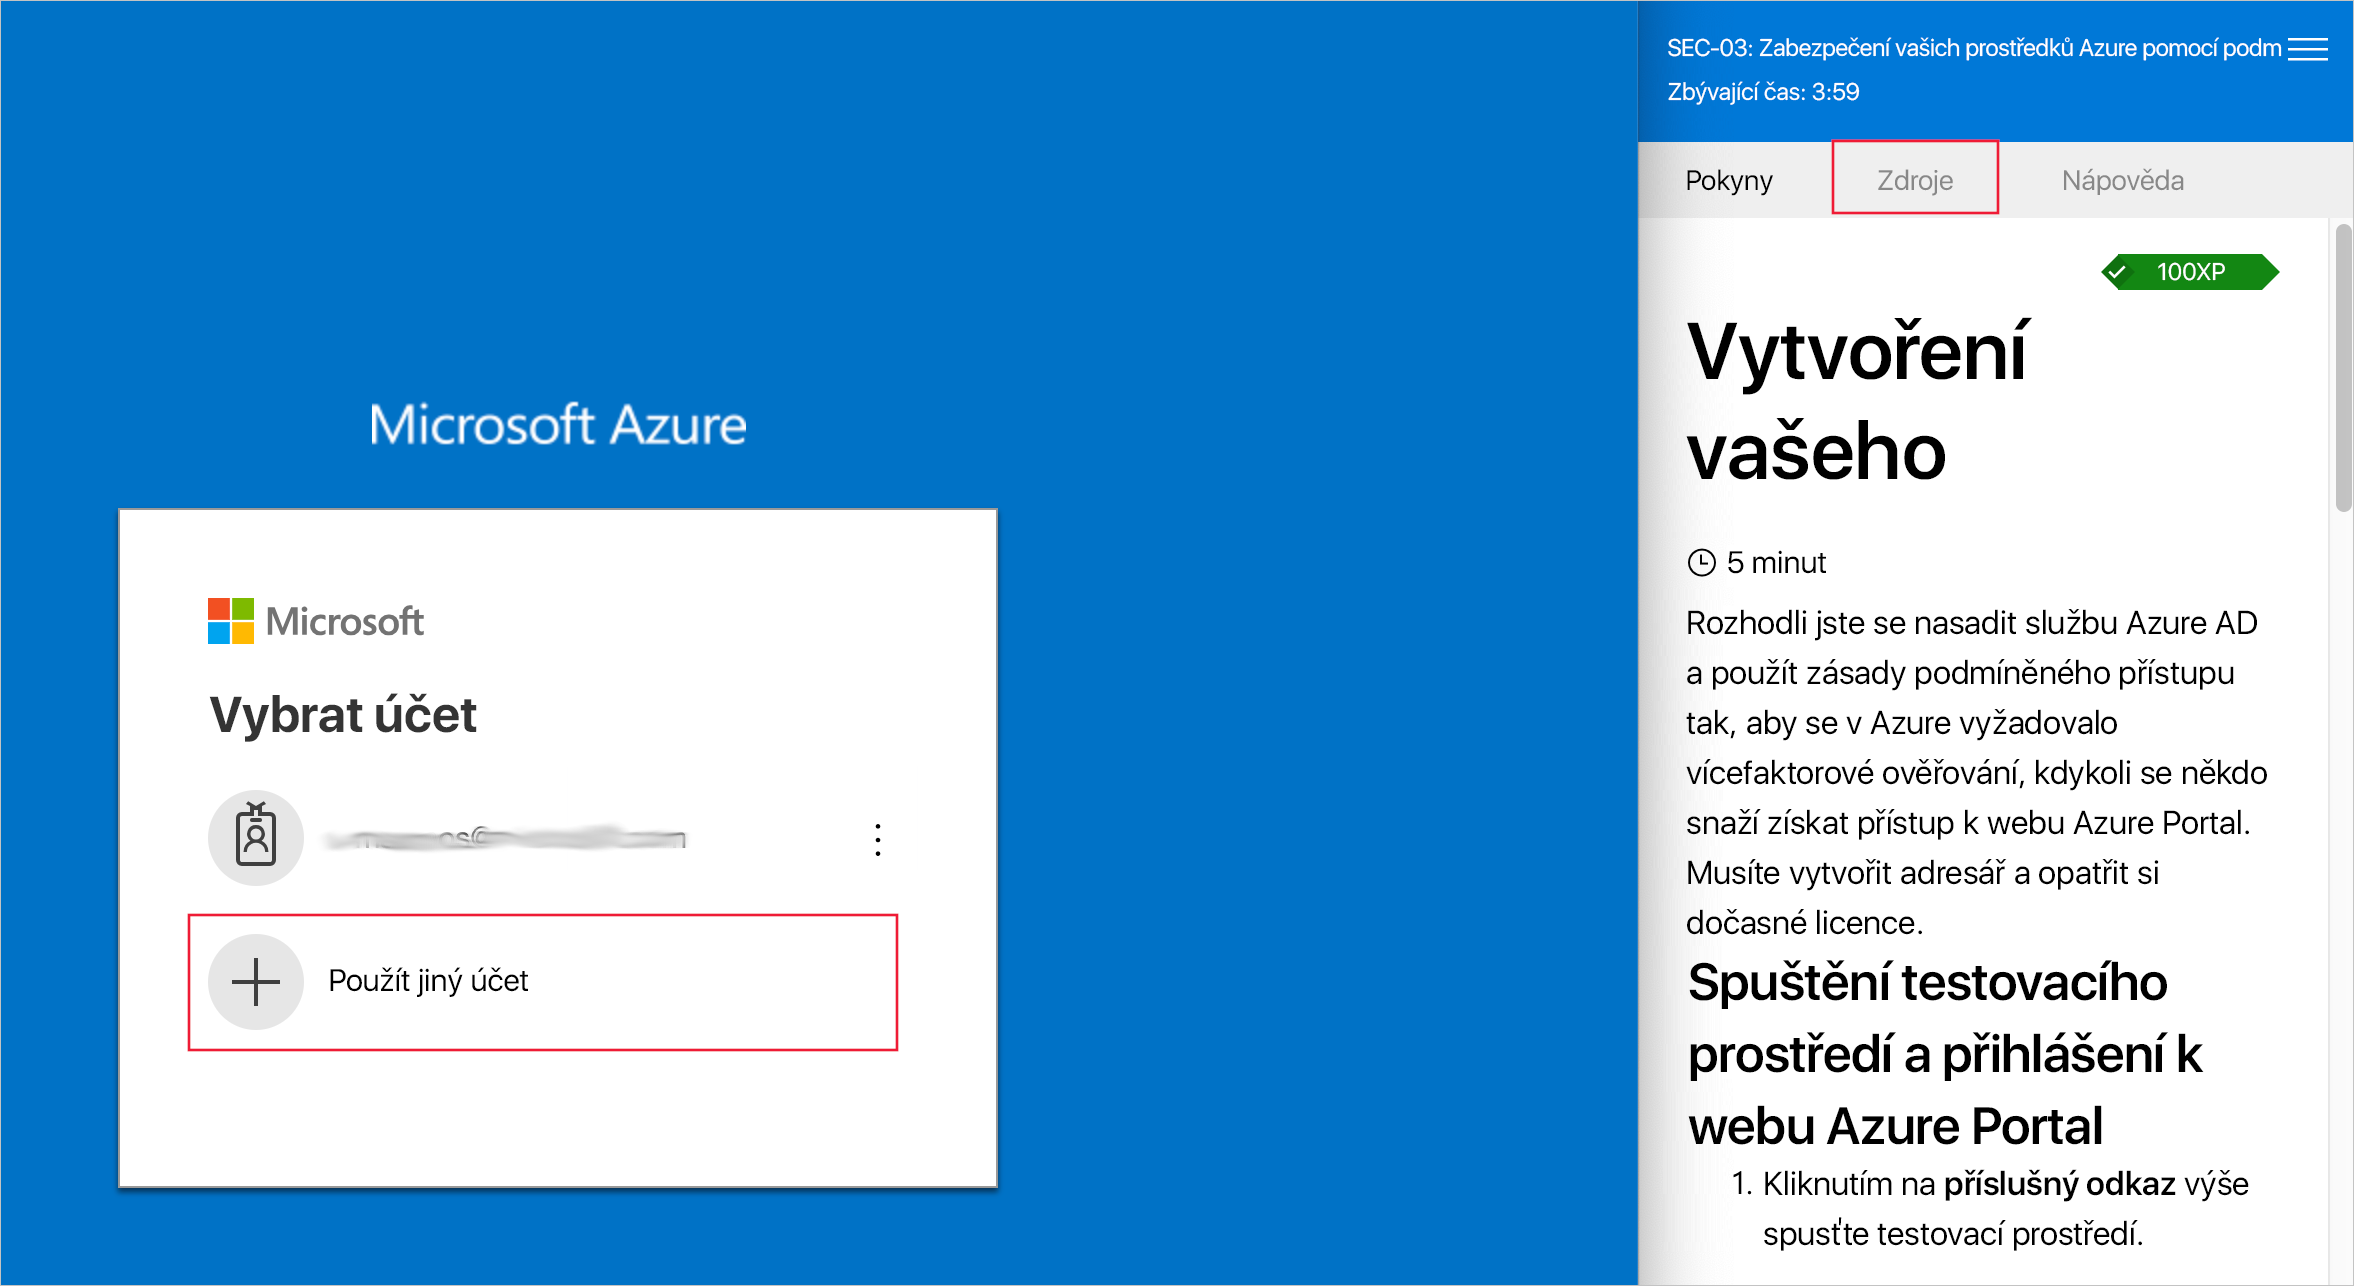 Microsoft Azure
Microsoft
Vybrat účet
Použít jiný účet
SEC-03: Zabezpečení vašich prostředků Azure pomocí podm
Zbývající čas: 3:59
Pokyny
Zdroje
Nápověda
100XP
Vytvoření
vašeho
5 minut
Rozhodli jste se nasadit službu Azure AD
a použít zásady podmíněného přístupu
tak, aby se v Azure vyžadovalo
vícefaktorové ověřování, kdykoli se někdo
snaží získat přístup k webu Azure Portal.
Musíte vytvořit adresář a opatřit si
dočasné licence.
Spuštění testovacího
prostředí a přihlášení k
webu Azure Portal
1. Kliknutím na příslušný odkaz výše
spusťte testovací prostředí.